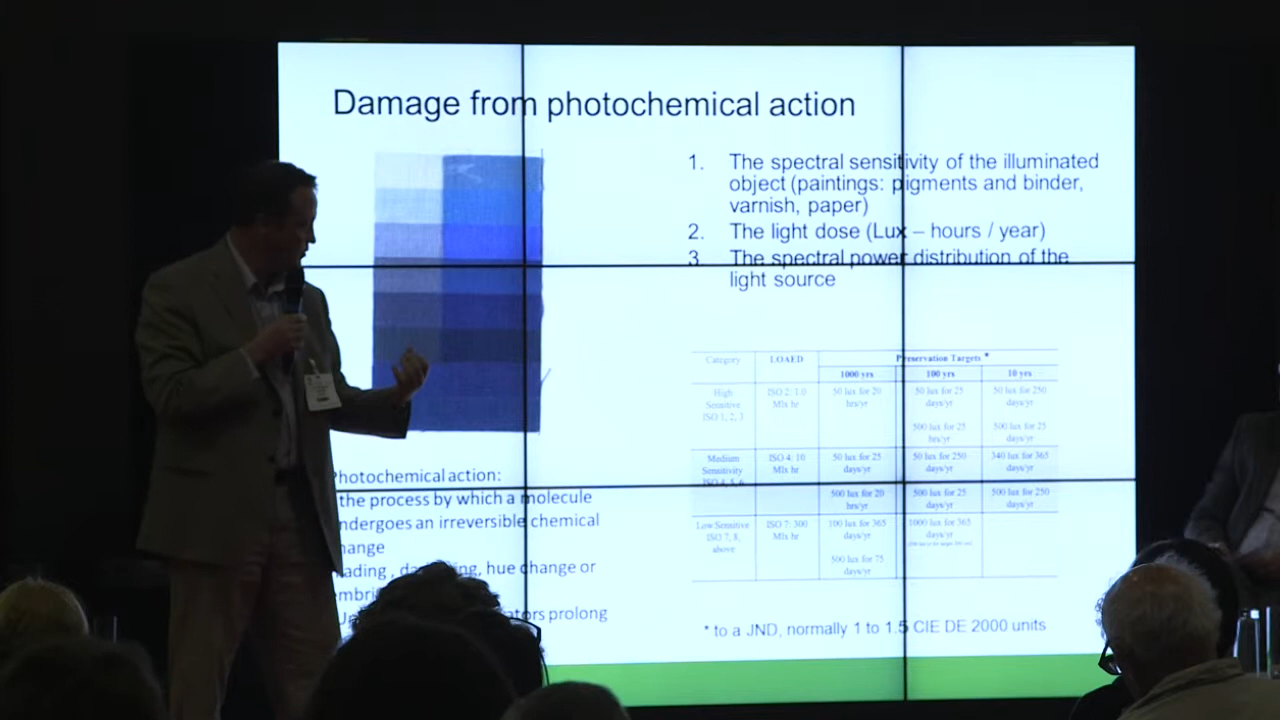 Damage from photochemical action
1. The spectral sensitivity of the illuminated
object (paintings: pigments and binder,
varnish, paper)
2. The light dose (Lux – hours / year)
3. The spectral power distribution of the
light source
Category LOAED Preservation Targets *
1000 yrs 100 yrs 10 yrs
High ISO 2: 1.0 50 lux for 20 50 lux for 25 50 lux for 250
Sensitive Mlx hr hrs/yr days/yr days/yr
ISO 1, 2, 3
500 lux for 25 500 lux for 25
hrs/yr days/yr
Medium ISO 4: 10 50 lux for 25 50 lux for 250 340 lux for 365
Sensitivity Mlx hr days/yr days/yr days/yr
ISO 4, 5, 6
500 lux for 20 500 lux for 25 500 lux for 250
hrs/yr days/yr days/yr
Low Sensitive ISO 7: 300 100 lux for 365 1000 lux for 365
ISO 7, 8, Mlx hr days/yr days/yr
above
500 lux for 75
days/yr
* to a JND, normally 1 to 1.5 CIE DE 2000 units
Photochemical action:
the process by which a molecule
undergoes an irreversible chemical
change
hue change or
prolong